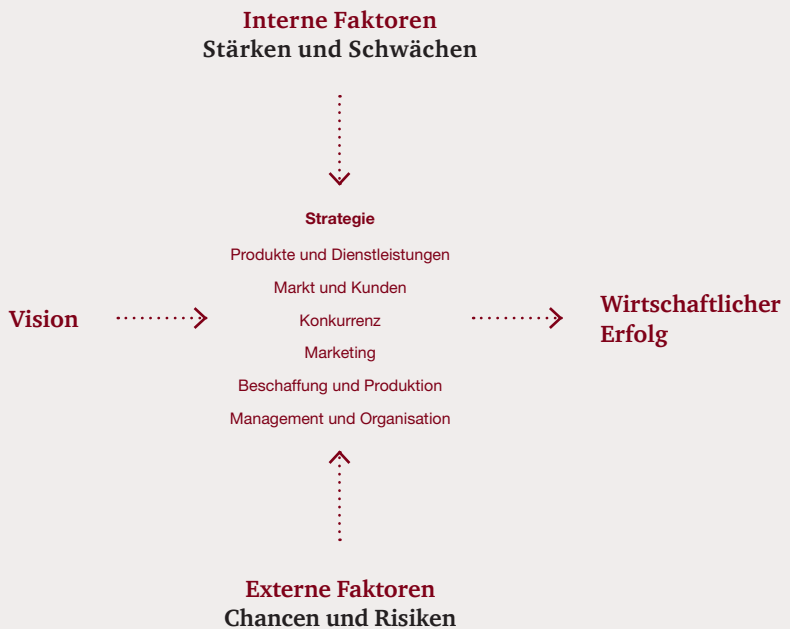 Interne Faktoren
Stärken und Schwächen
Strategie
Produkte und Dienstleistungen
Markt und Kunden
Konkurrenz
Marketing
Beschaffung und Produktion
Management und Organisation
Vision
Wirtschaftlicher
Erfolg
Externe Faktoren
Chancen und Risiken